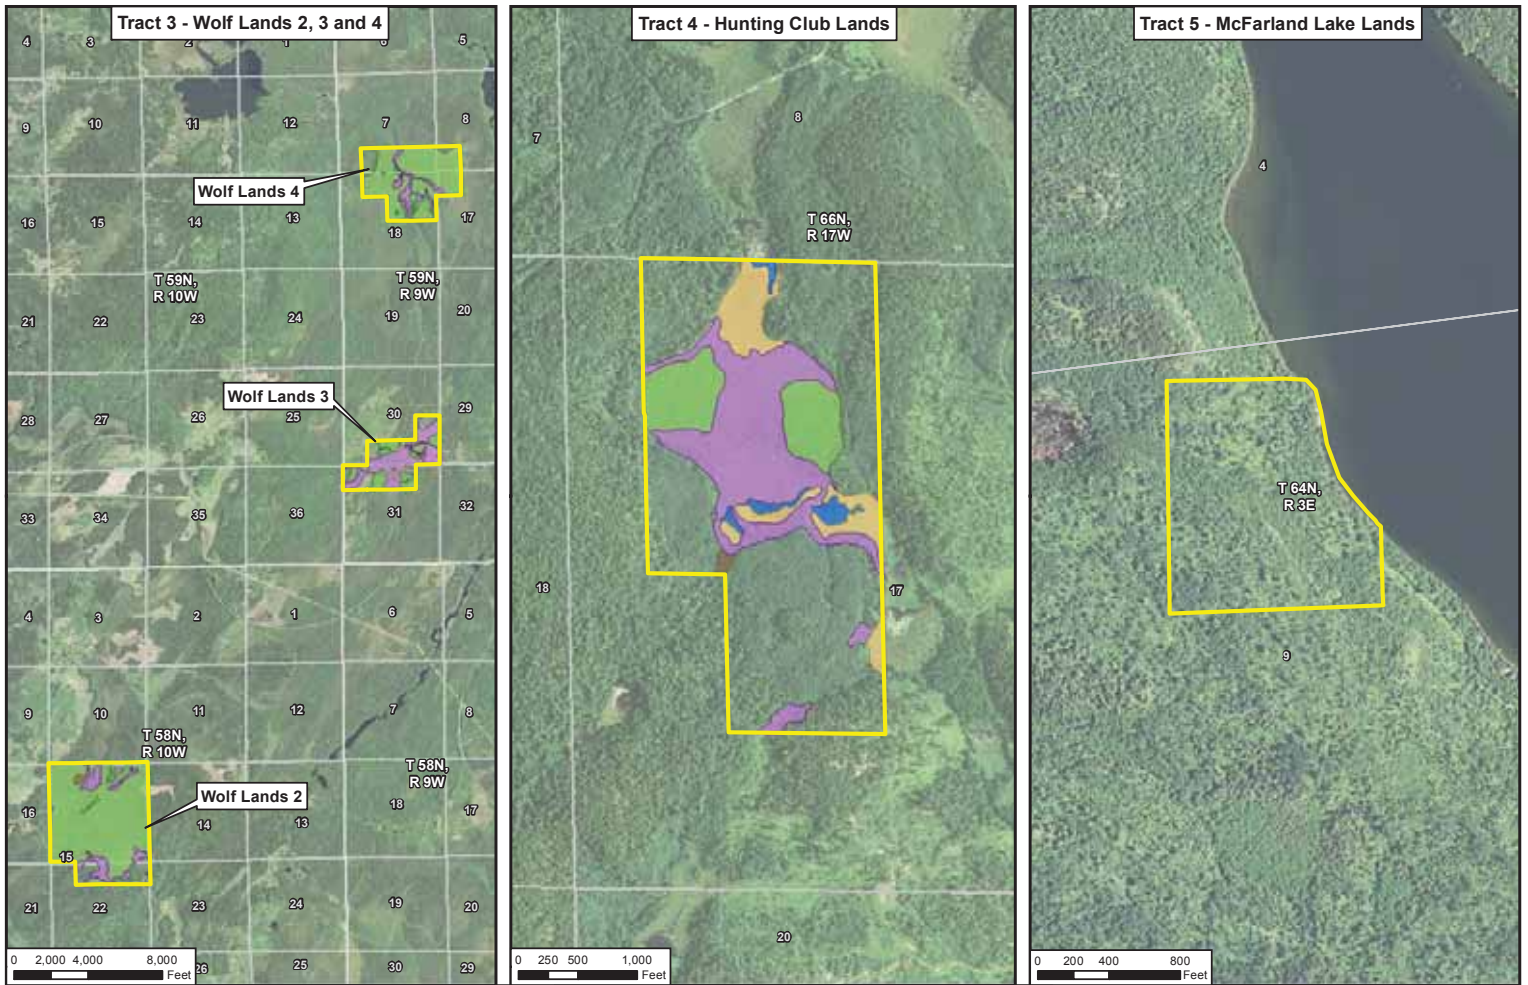 Tract 3 - Wolf Lands 2, 3 and 4
4
3
2
1
6
5
9
10
11
12
7
8
Wolf Lands 4
16
15
14
13
18
17
T 59N,
R 10W
T 59N,
R 9W
21
22
23
24
19
20
Wolf Lands 3
28
27
26
25
30
29
33
34
35
36
31
32
4
3
2
1
6
5
9
10
11
12
7
8
T 58N,
R 10W
T 58N,
R 9W
Wolf Lands 2
16
15
14
13
18
17
21
22
23
24
19
20
26
25
30
29
0 2,000 4,000 8,000
Feet
Tract 4 - Hunting Club Lands
7
8
T 66N,
R 17W
18
17
20
0 250 500 1,000
Feet
Tract 5 - McFarland Lake Lands
4
T 64N,
R 3E
9
0 200 400 800
Feet